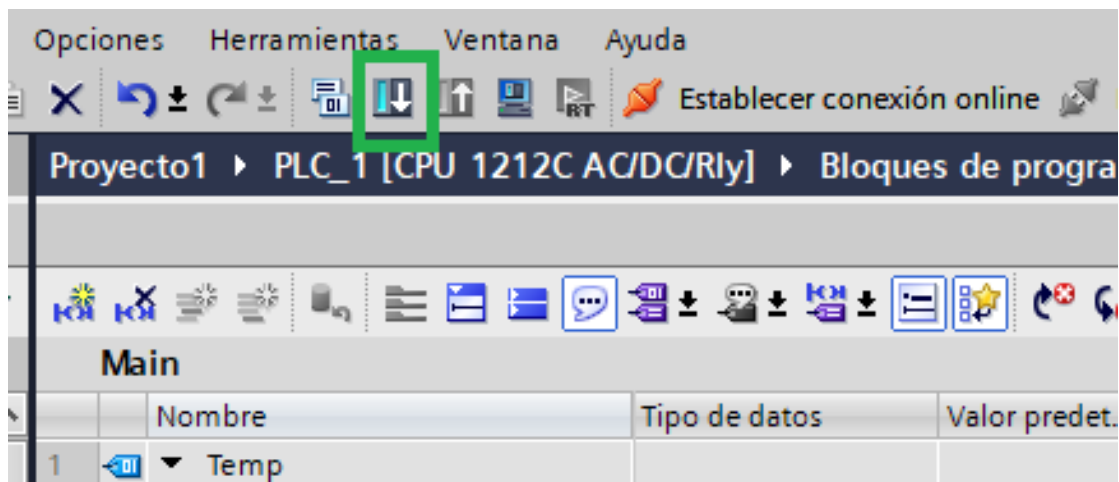 Opciones Herramientas Ventana Ayuda
Establecer conexión online
Proyecto1 PLC_1 [CPU 1212C AC/DC/Rly] Bloques de progra
Main
Nombre Tipo de datos Valor predet.
1 Temp